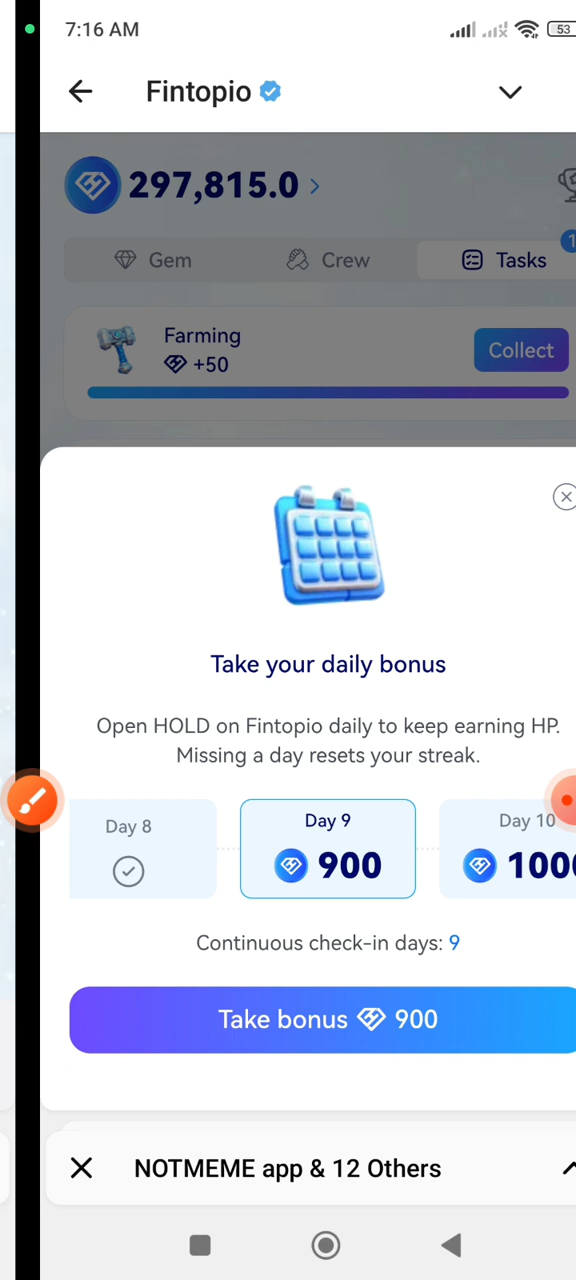 7:16 AM
53
Fintopio
297,815.0
Gem
Crew
Tasks
1
Farming
+50
Collect
Take your daily bonus
Open HOLD on Fintopio daily to keep earning HP.
Missing a day resets your streak.
Day 8
Day 9
900
Day 10
1000
Continuous check-in days: 9
Take bonus 900
NOTMEME app & 12 Others